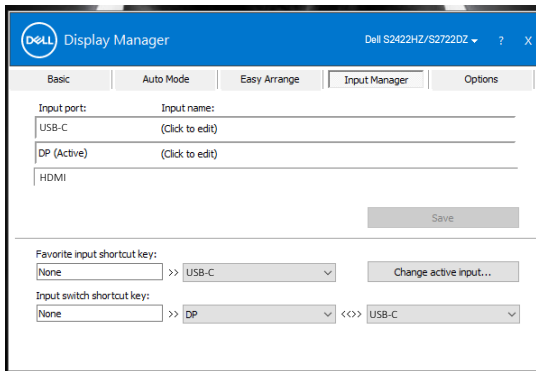 DELL Display Manager Dell S2422HZ/S2722DZ ? X
Basic Auto Mode Easy Arrange Input Manager Options
Input port: Input name:
USB-C (Click to edit)
DP (Active) (Click to edit)
HDMI
Save
Favorite input shortcut key:
None >> USB-C Change active input...
Input switch shortcut key:
None >> DP <<>> USB-C